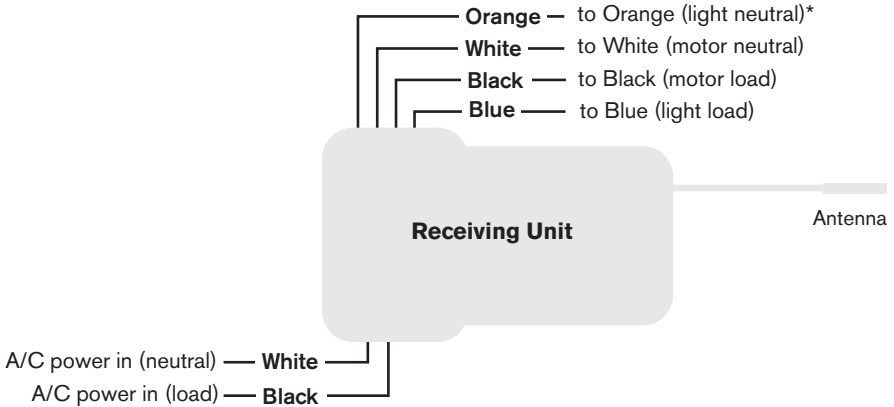 Orange to Orange (light neutral)*
White to White (motor neutral)
Black to Black (motor load)
Blue to Blue (light load)
Receiving Unit
Antenna
A/C power in (neutral) White
A/C power in (load) Black